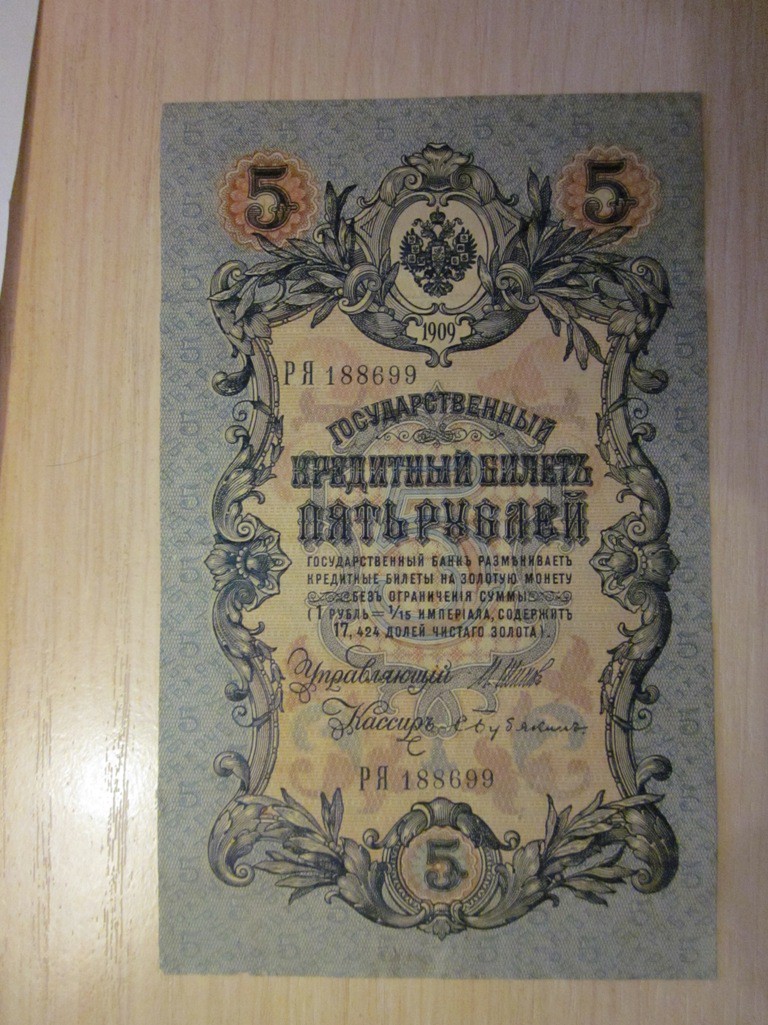 5 5
1909
РЯ 188699
ГОСУДАРСТВЕННЫЙ
КРЕДИТНЫЙ БИЛЕТЪ
ПЯТЬ РУБЛЕЙ
5
ГОСУДАРСТВЕННЫЙ БАНКЪ РАЗМѢНИВАЕТЪ
КРЕДИТНЫЕ БИЛЕТЫ НА ЗОЛОТУЮ МОНЕТУ
БЕЗЪ ОГРАНИЧЕНІЯ СУММЫ
(1 РУБЛЬ = 1/15 ИМПЕРІАЛА, СОДЕРЖИТЪ
17,424 ДОЛЕЙ ЧИСТАГО ЗОЛОТА).
Управляющій
Кассиръ
РЯ 188699
5